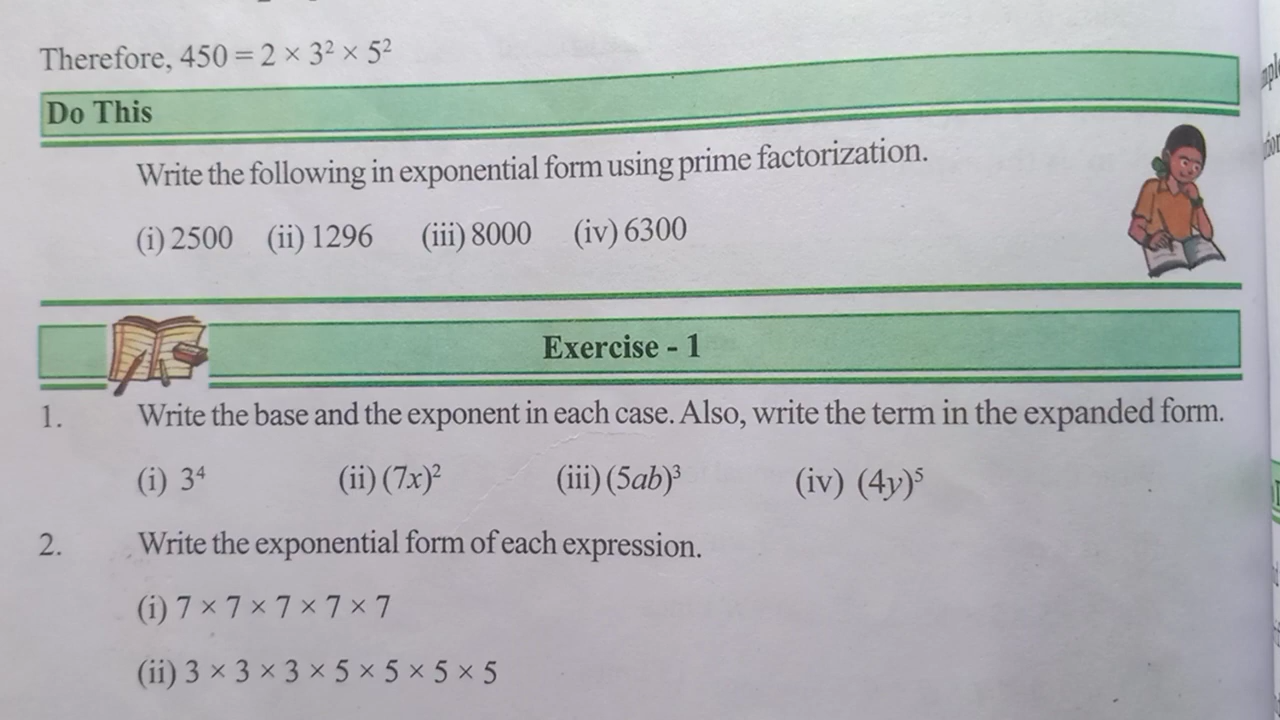 Therefore, 450 = 2 × 3² × 5²
Do This
Write the following in exponential form using prime factorization.
(i) 2500 (ii) 1296 (iii) 8000 (iv) 6300
Exercise - 1
1. Write the base and the exponent in each case. Also, write the term in the expanded form.
(i) 3⁴ (ii) (7x)² (iii) (5ab)³ (iv) (4y)⁵
2. Write the exponential form of each expression.
(i) 7 × 7 × 7 × 7 × 7
(ii) 3 × 3 × 3 × 5 × 5 × 5 × 5